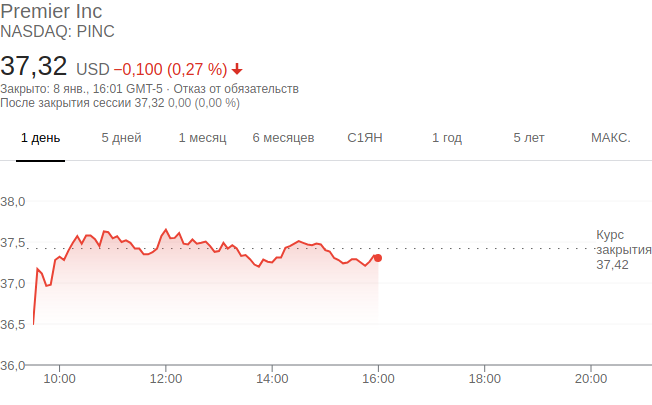 Premier Inc
NASDAQ: PINC
37,32 USD −0,100 (0,27 %)
Закрыто: 8 янв., 16:01 GMT-5 · Отказ от обязательств
После закрытия сессии 37,32 0,00 (0,00 %)
1 день 5 дней 1 месяц 6 месяцев С1ЯН 1 год 5 лет МАКС.
38,0
37,5
37,0
36,5
36,0
Курс
закрытия
37,42
10:00 12:00 14:00 16:00 18:00 20:00